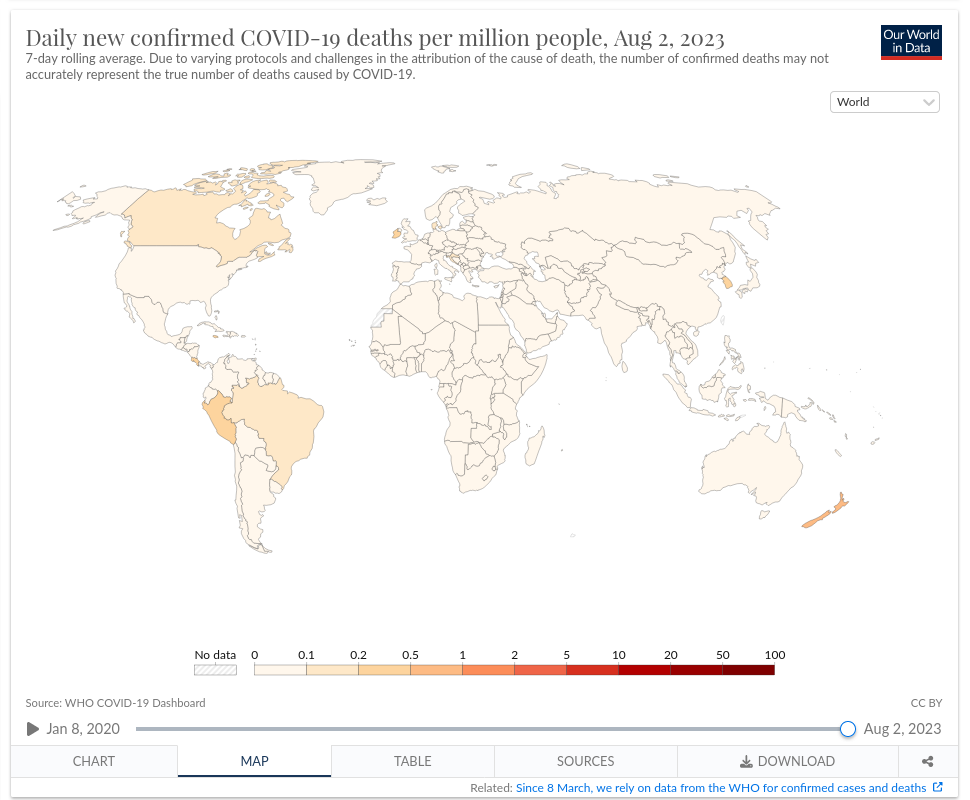 Daily new confirmed COVID-19 deaths per million people, Aug 2, 2023
Our World
in Data
7-day rolling average. Due to varying protocols and challenges in the attribution of the cause of death, the number of confirmed deaths may not
accurately represent the true number of deaths caused by COVID-19.
World
No data 0 0.1 0.2 0.5 1 2 5 10 20 50 100
Source: WHO COVID-19 Dashboard CC BY
Jan 8, 2020 Aug 2, 2023
CHART MAP TABLE SOURCES DOWNLOAD
Related: Since 8 March, we rely on data from the WHO for confirmed cases and deaths